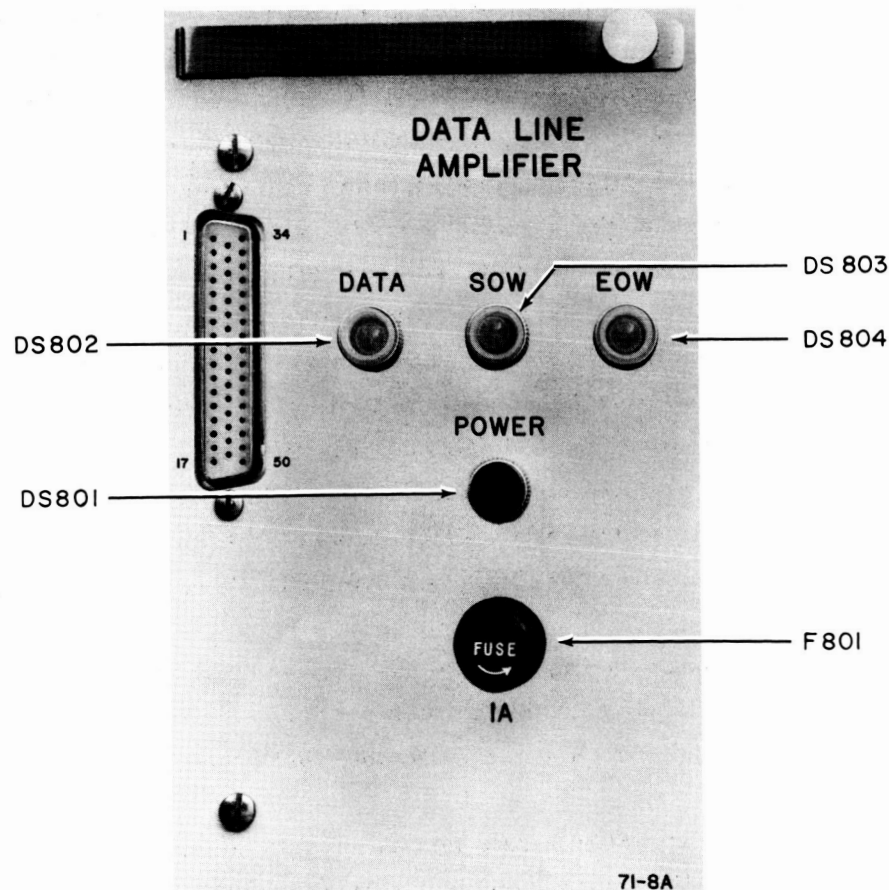 DATA LINE
AMPLIFIER
1 34
DATA SOW EOW
DS 803
DS802
DS 804
POWER
17 50
DS801
FUSE
F 801
1A
71-8A